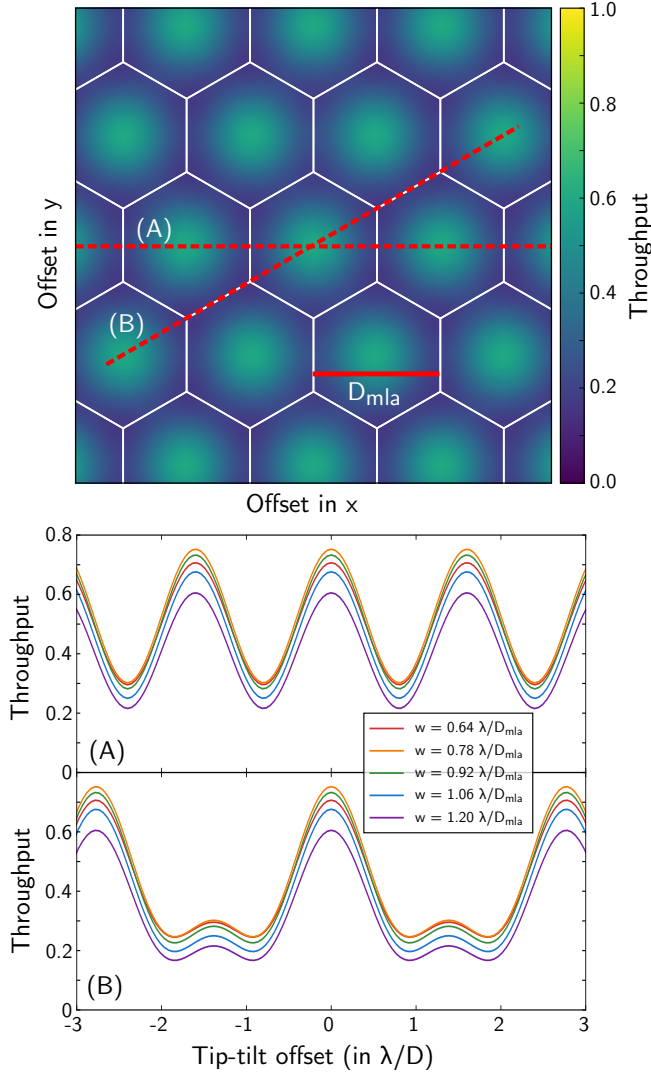 1.0
0.8
0.6
0.4
0.2
0.0
Throughput
Offset in y
(A)
(B)
D_mla
Offset in x
0.8
0.6
0.4
0.2
0
Throughput
(A)
w = 0.64 λ/D_mla
w = 0.78 λ/D_mla
w = 0.92 λ/D_mla
w = 1.06 λ/D_mla
w = 1.20 λ/D_mla
0.6
0.4
0.2
0
Throughput
(B)
-3 -2 -1 0 1 2 3
Tip-tilt offset (in λ/D)